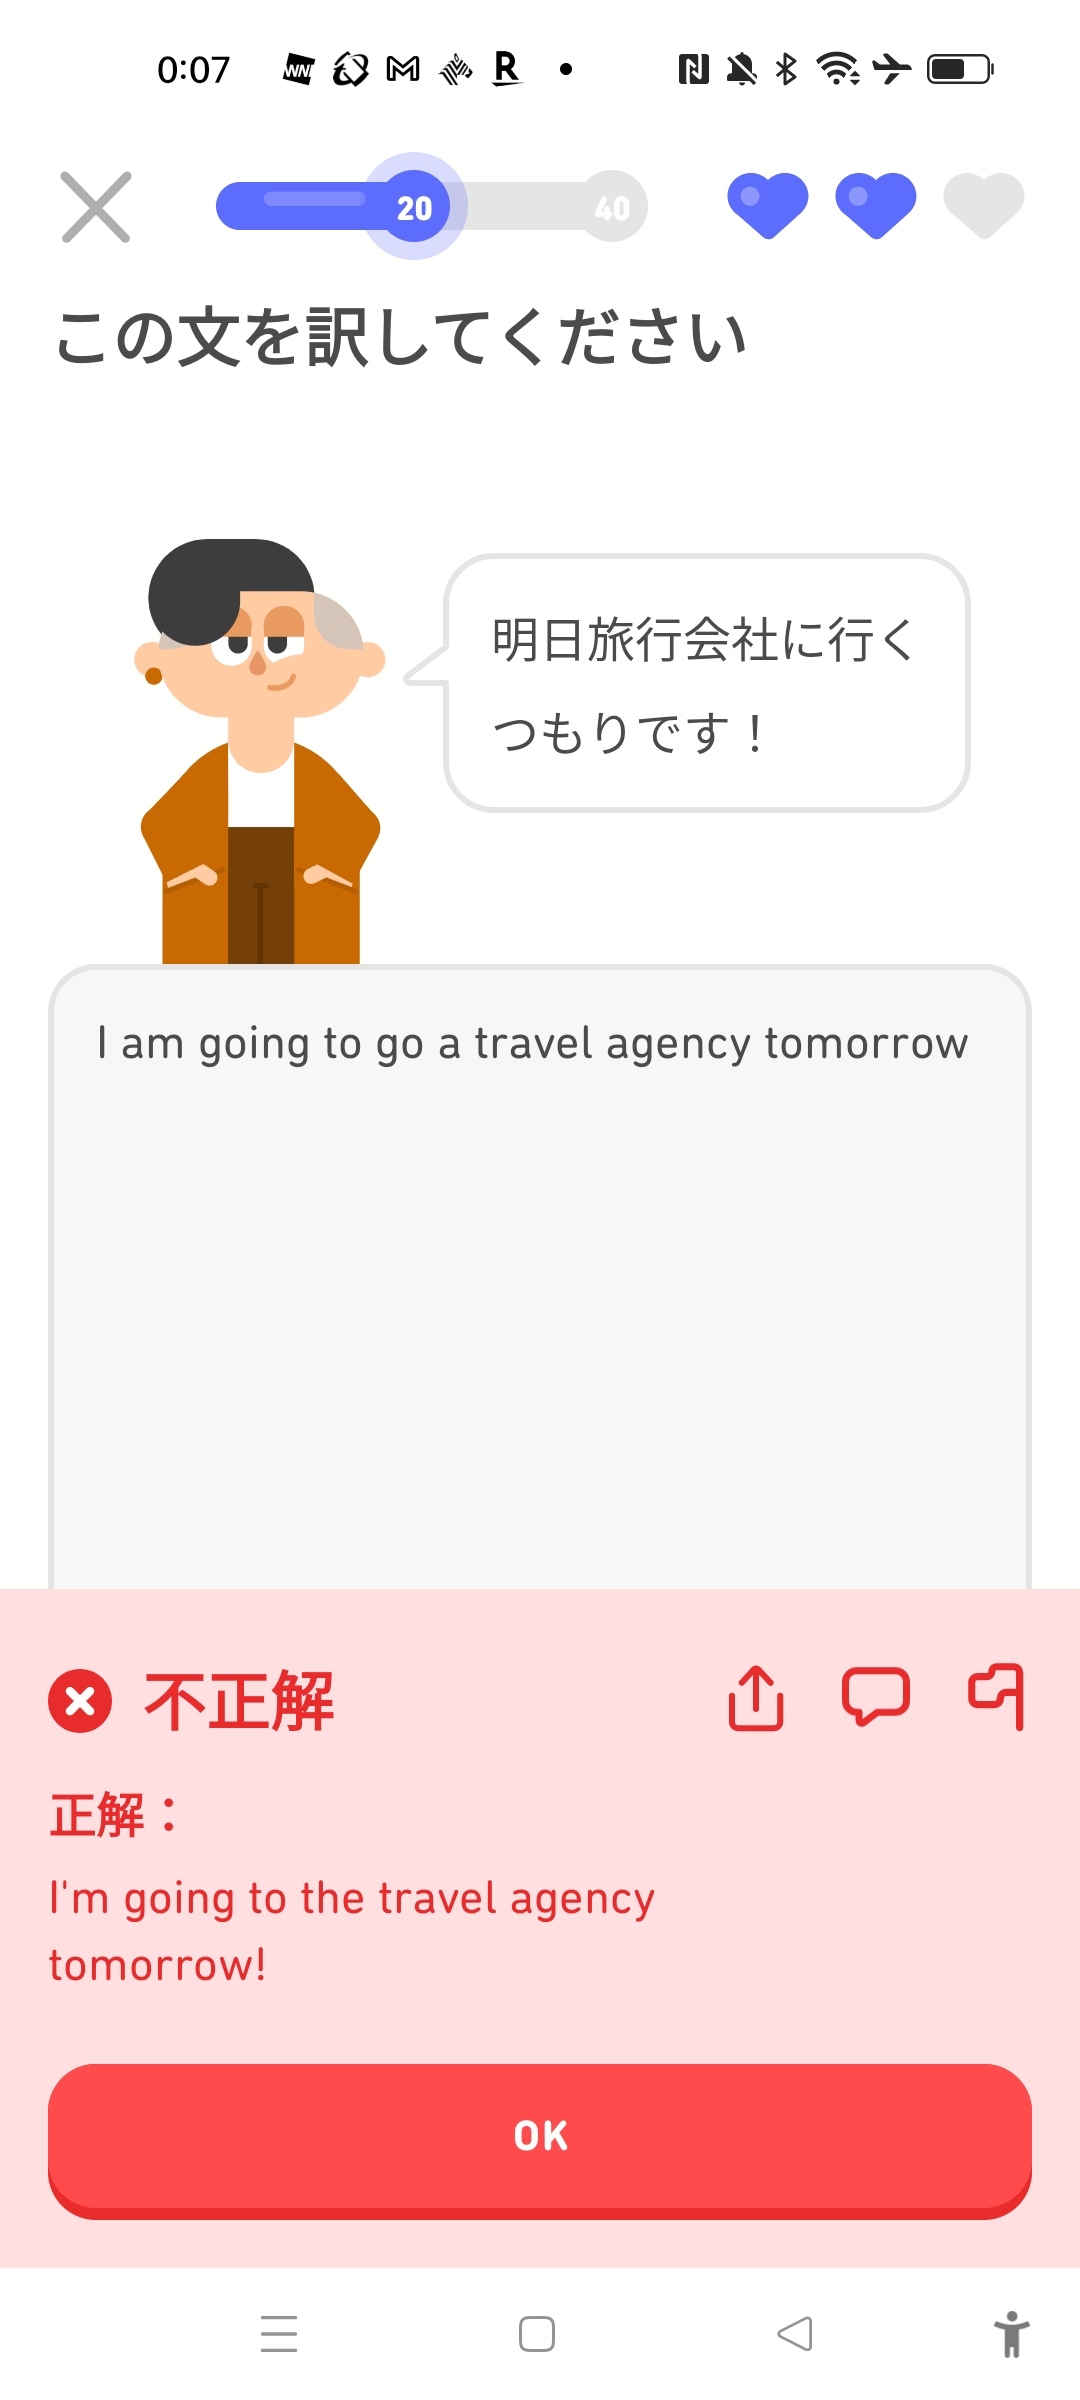 0:07
20
40
この文を訳してください
明日旅行会社に行く
つもりです！
I am going to go a travel agency tomorrow
不正解
正解：
I'm going to the travel agency
tomorrow!
OK